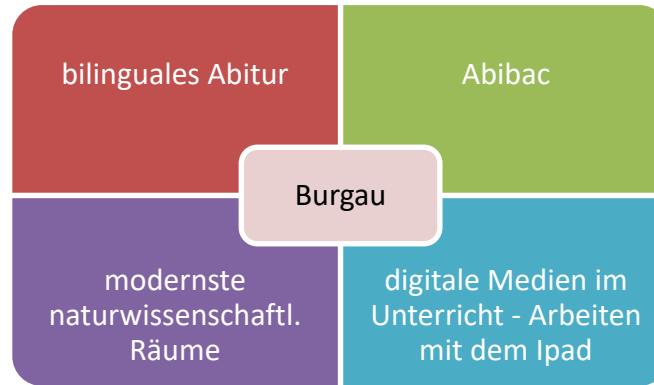 bilinguales Abitur
Abibac
Burgau
modernste
naturwissenschaftl.
Räume
digitale Medien im
Unterricht - Arbeiten
mit dem Ipad